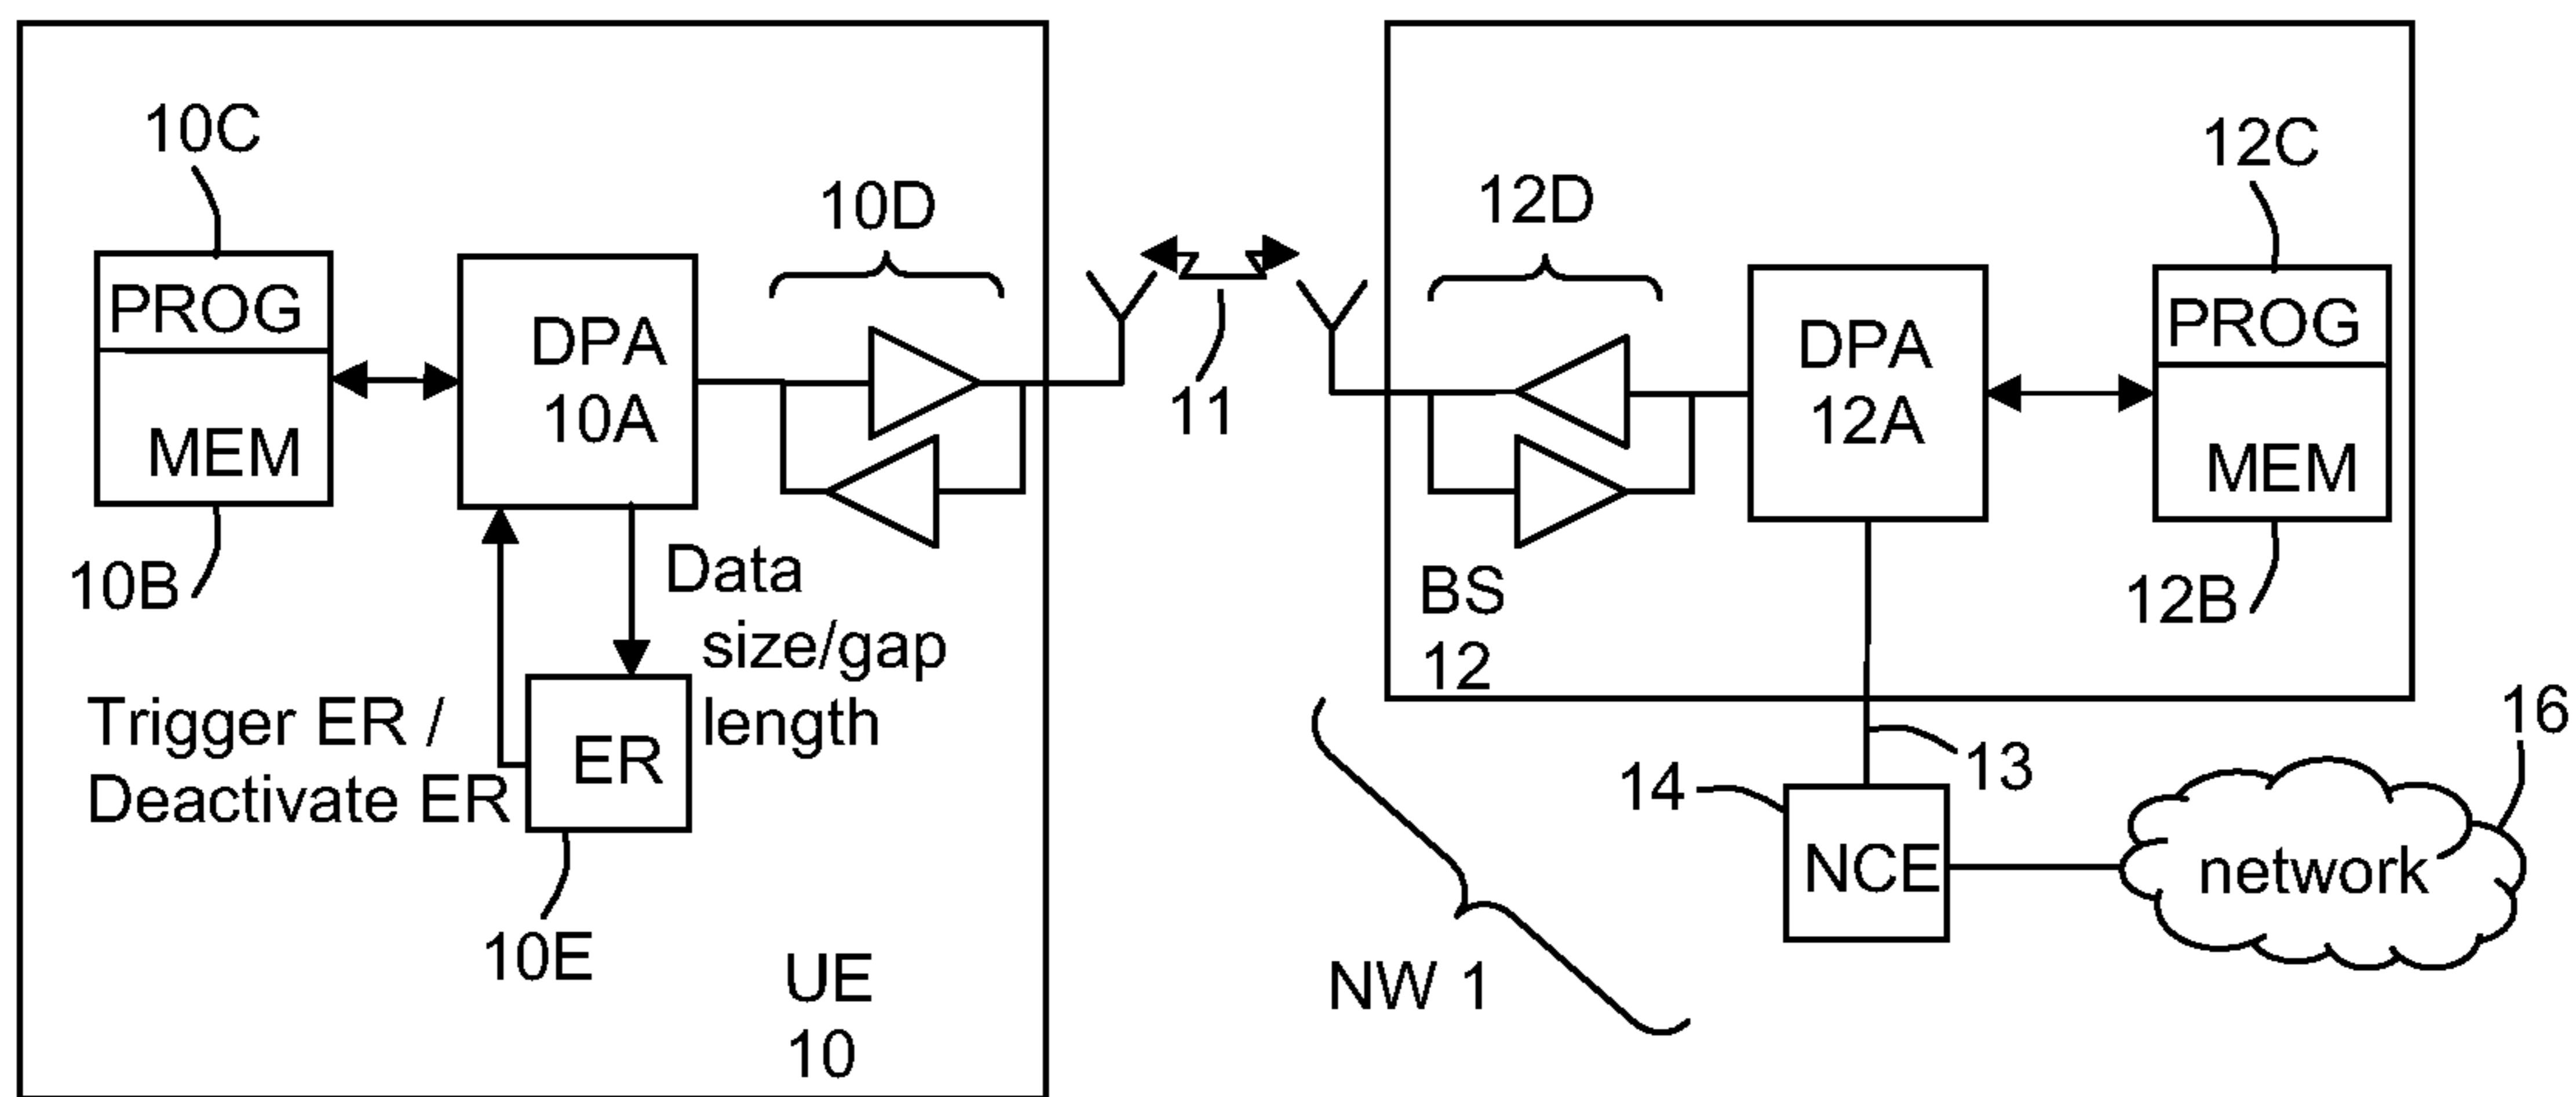 10C
PROG
MEM
10B
DPA
10A
10D
Data
size/gap
length
Trigger ER /
Deactivate ER
ER
10E
UE
10
11
12D
DPA
12A
12C
PROG
MEM
12B
BS
12
13
14
NCE
16
network
NW 1